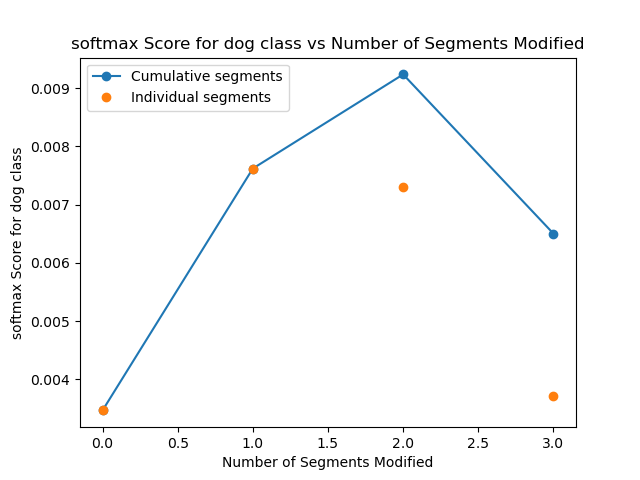 softmax Score for dog class vs Number of Segments Modified
Cumulative segments
Individual segments
softmax Score for dog class
0.009
0.008
0.007
0.006
0.005
0.004
0.0 0.5 1.0 1.5 2.0 2.5 3.0
Number of Segments Modified